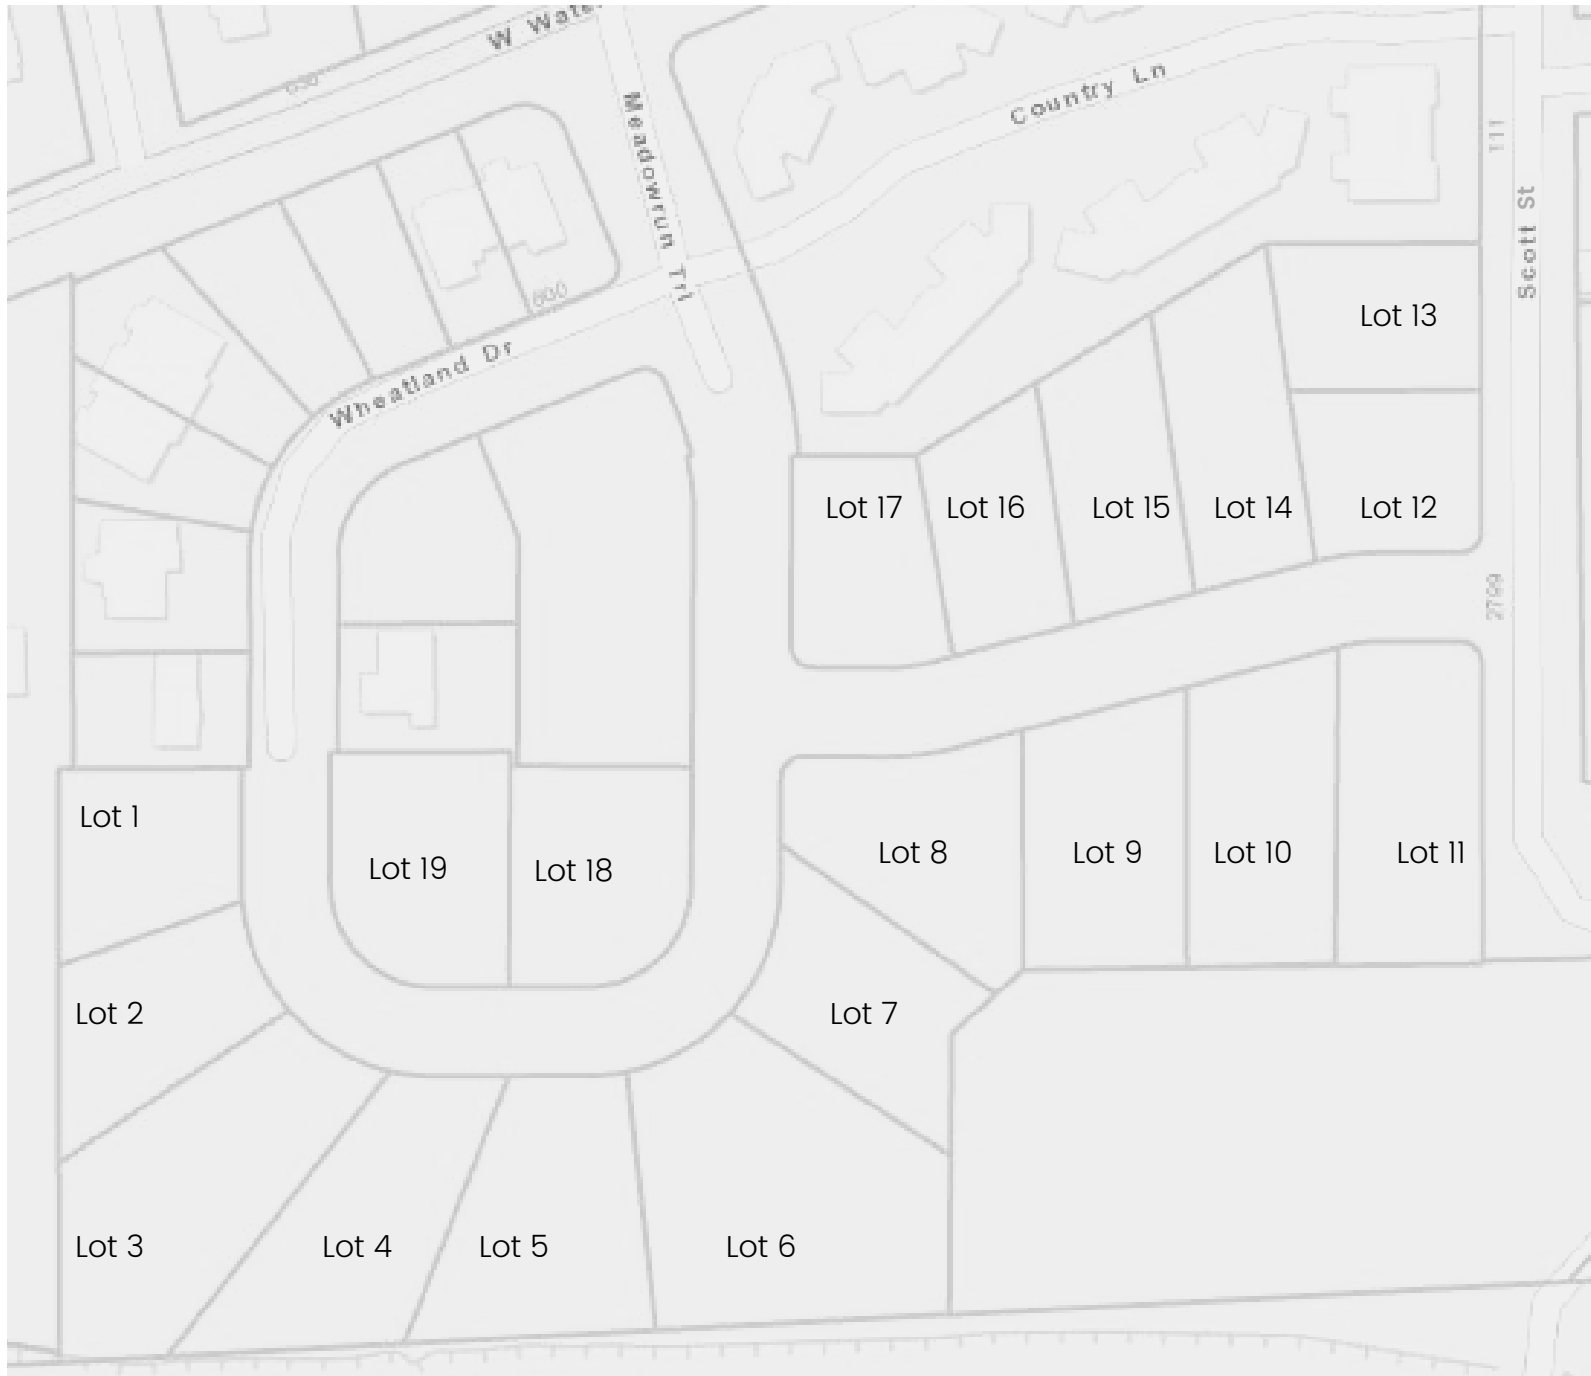 W Wate
Country Ln
Meadowrun Trl
111
Scott St
600
Wheatland Dr
Lot 13
Lot 17
Lot 16
Lot 15
Lot 14
Lot 12
2799
Lot 1
Lot 19
Lot 18
Lot 8
Lot 9
Lot 10
Lot 11
Lot 2
Lot 7
Lot 3
Lot 4
Lot 5
Lot 6